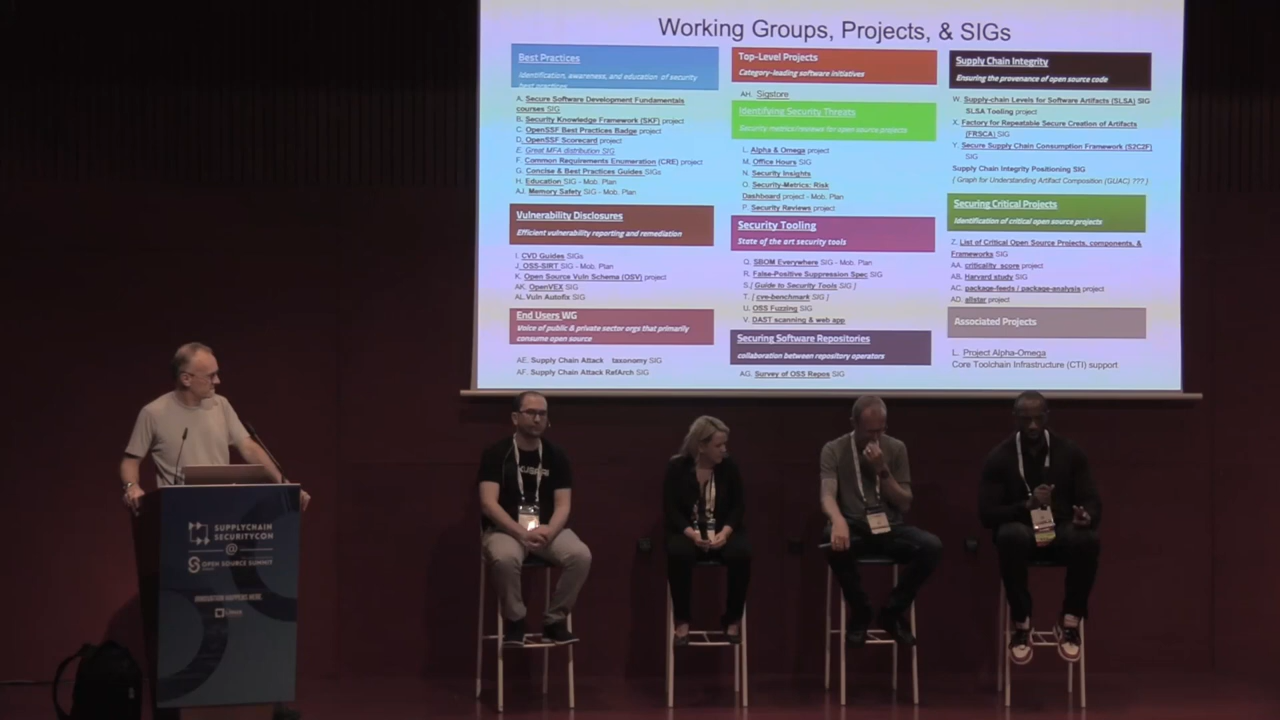 Working Groups, Projects, & SIGs
Best Practices
Identification, awareness, and education of security
best practices
A. Secure Software Development Fundamentals
courses SIG
B. Security Knowledge Framework (SKF) project
C. OpenSSF Best Practices Badge project
D. OpenSSF Scorecard project
E. Great MFA distribution SIG
F. Common Requirements Enumeration (CRE) project
G. Concise & Best Practices Guides SIGs
H. Education SIG - Mob. Plan
AJ. Memory Safety SIG - Mob. Plan
Vulnerability Disclosures
Efficient vulnerability reporting and remediation
I. CVD Guides SIGs
J. OSS-SIRT SIG - Mob. Plan
K. Open Source Vuln Schema (OSV) project
AK. OpenVEX SIG
AL. Vuln Autofix SIG
End Users WG
Voice of public & private sector orgs that primarily
consume open source
AE. Supply Chain Attack taxonomy SIG
AF. Supply Chain Attack RefArch SIG
Top-Level Projects
Category-leading software initiatives
AH. Sigstore
Identifying Security Threats
Security metrics/reviews for open source projects
L. Alpha & Omega project
M. Office Hours SIG
N. Security Insights
O. Security-Metrics: Risk
Dashboard project - Mob. Plan
P. Security Reviews project
Security Tooling
State of the art security tools
Q. SBOM Everywhere SIG - Mob. Plan
R. False-Positive Suppression Spec SIG
S.[ Guide to Security Tools SIG ]
T. [ cve-benchmark SIG ]
U. OSS Fuzzing SIG
V. DAST scanning & web app
Securing Software Repositories
collaboration between repository operators
AG. Survey of OSS Repos SIG
Supply Chain Integrity
Ensuring the provenance of open source code
W. Supply-chain Levels for Software Artifacts (SLSA) SIG
SLSA Tooling project
X. Factory for Repeatable Secure Creation of Artifacts
(FRSCA) SIG
Y. Secure Supply Chain Consumption Framework (S2C2F)
SIG
Supply Chain Integrity Positioning SIG
( Graph for Understanding Artifact Composition (GUAC) ??? )
Securing Critical Projects
Identification of critical open source projects
Z. List of Critical Open Source Projects, components, &
Frameworks SIG
AA. criticality_score project
AB. Harvard study SIG
AC. package-feeds / package-analysis project
AD. allstar project
Associated Projects
L. Project Alpha-Omega
Core Toolchain Infrastructure (CTI) support
SUPPLYCHAIN
SECURITYCON
@
OPEN SOURCE SUMMIT
INNOVATION HAPPENS HERE.